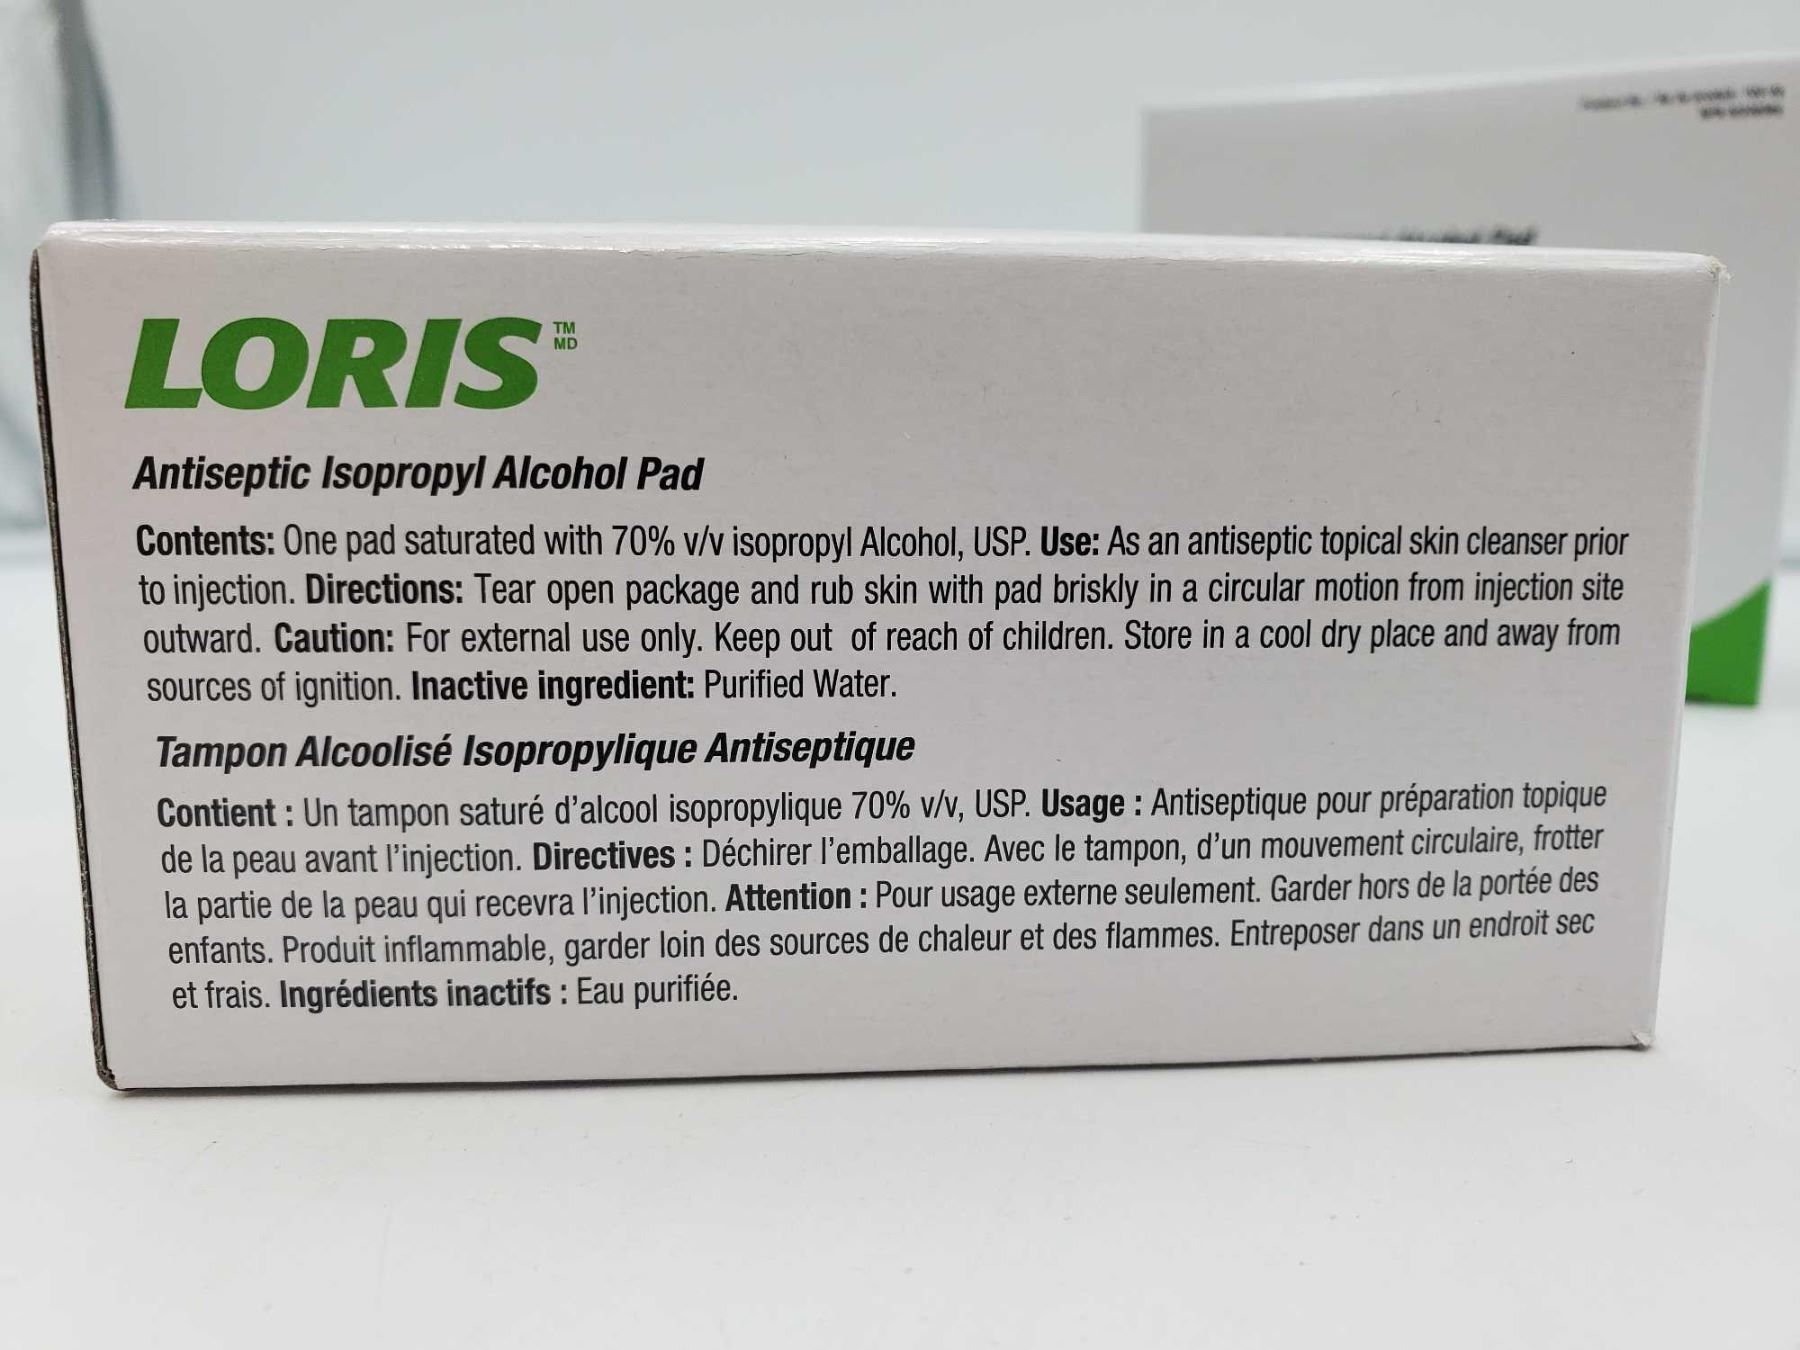 LORIS™ MD
Antiseptic Isopropyl Alcohol Pad
Contents: One pad saturated with 70% v/v isopropyl Alcohol, USP. Use: As an antiseptic topical skin cleanser prior
to injection. Directions: Tear open package and rub skin with pad briskly in a circular motion from injection site
outward. Caution: For external use only. Keep out of reach of children. Store in a cool dry place and away from
sources of ignition. Inactive ingredient: Purified Water.
Tampon Alcoolisé Isopropylique Antiseptique
Contient : Un tampon saturé d'alcool isopropylique 70% v/v, USP. Usage : Antiseptique pour préparation topique
de la peau avant l'injection. Directives : Déchirer l'emballage. Avec le tampon, d'un mouvement circulaire, frotter
la partie de la peau qui recevra l'injection. Attention : Pour usage externe seulement. Garder hors de la portée des
enfants. Produit inflammable, garder loin des sources de chaleur et des flammes. Entreposer dans un endroit sec
et frais. Ingrédients inactifs : Eau purifiée.
Alcohol Pad